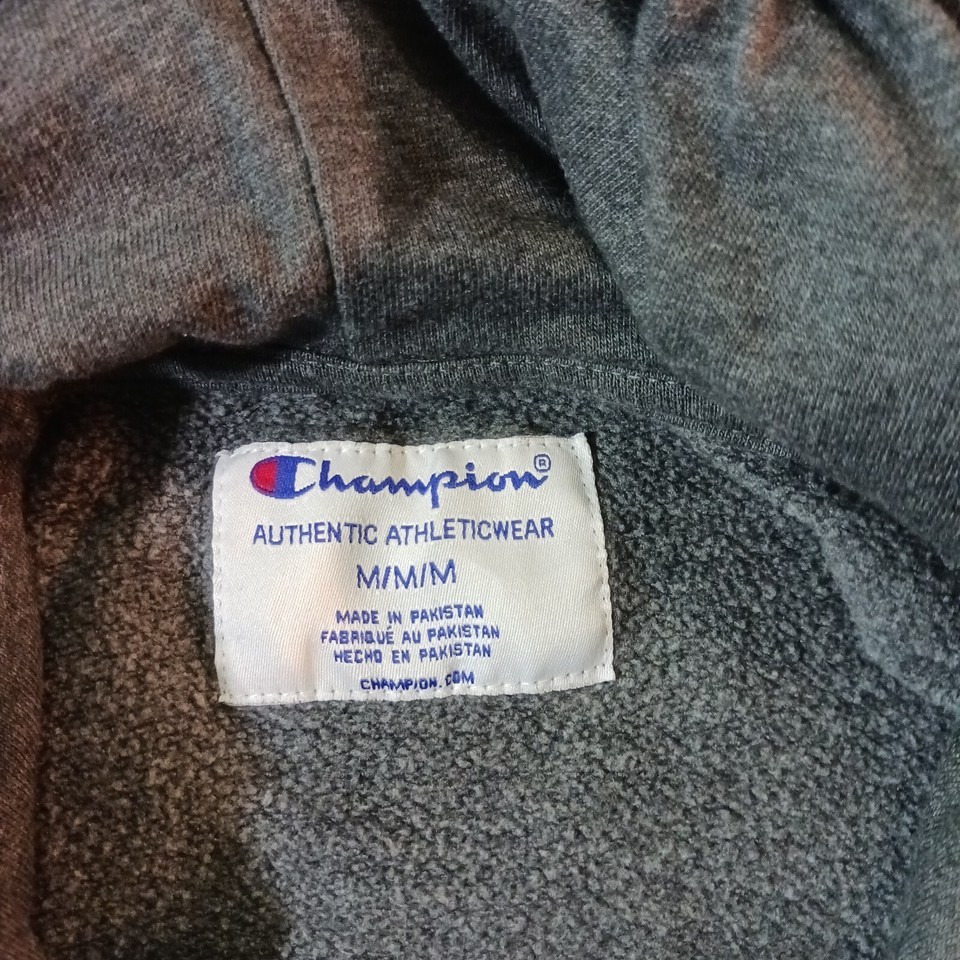 Champion®
AUTHENTIC ATHLETICWEAR
M/M/M
MADE IN PAKISTAN
FABRIQUÉ AU PAKISTAN
HECHO EN PAKISTAN
CHAMPION.COM